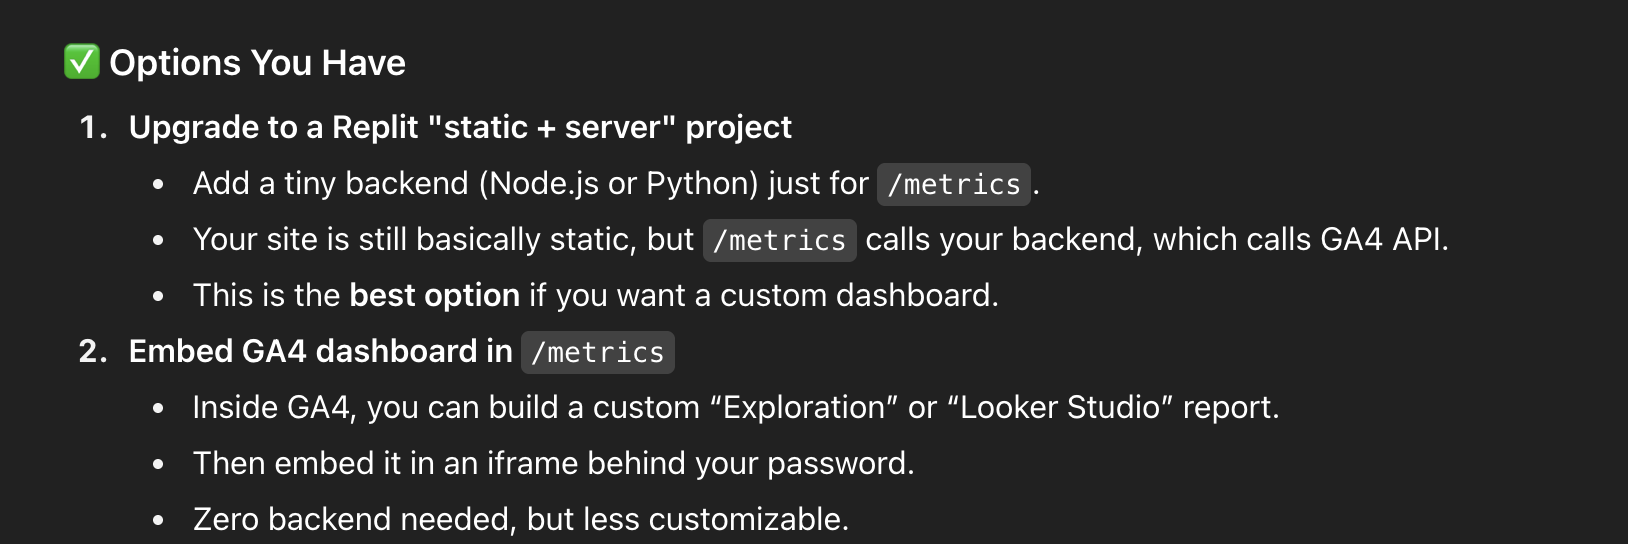 ✅ Options You Have
1. Upgrade to a Replit "static + server" project
• Add a tiny backend (Node.js or Python) just for /metrics.
• Your site is still basically static, but /metrics calls your backend, which calls GA4 API.
• This is the best option if you want a custom dashboard.
2. Embed GA4 dashboard in /metrics
• Inside GA4, you can build a custom “Exploration” or “Looker Studio” report.
• Then embed it in an iframe behind your password.
• Zero backend needed, but less customizable.